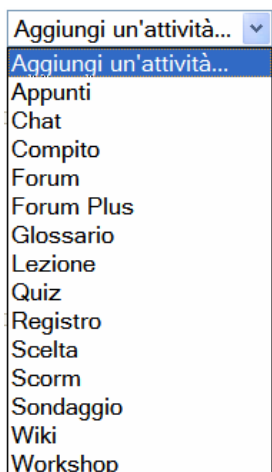 Aggiungi un'attività...
Aggiungi un'attività...
Appunti
Chat
Compito
Forum
Forum Plus
Glossario
Lezione
Quiz
Registro
Scelta
Scorm
Sondaggio
Wiki
Workshop